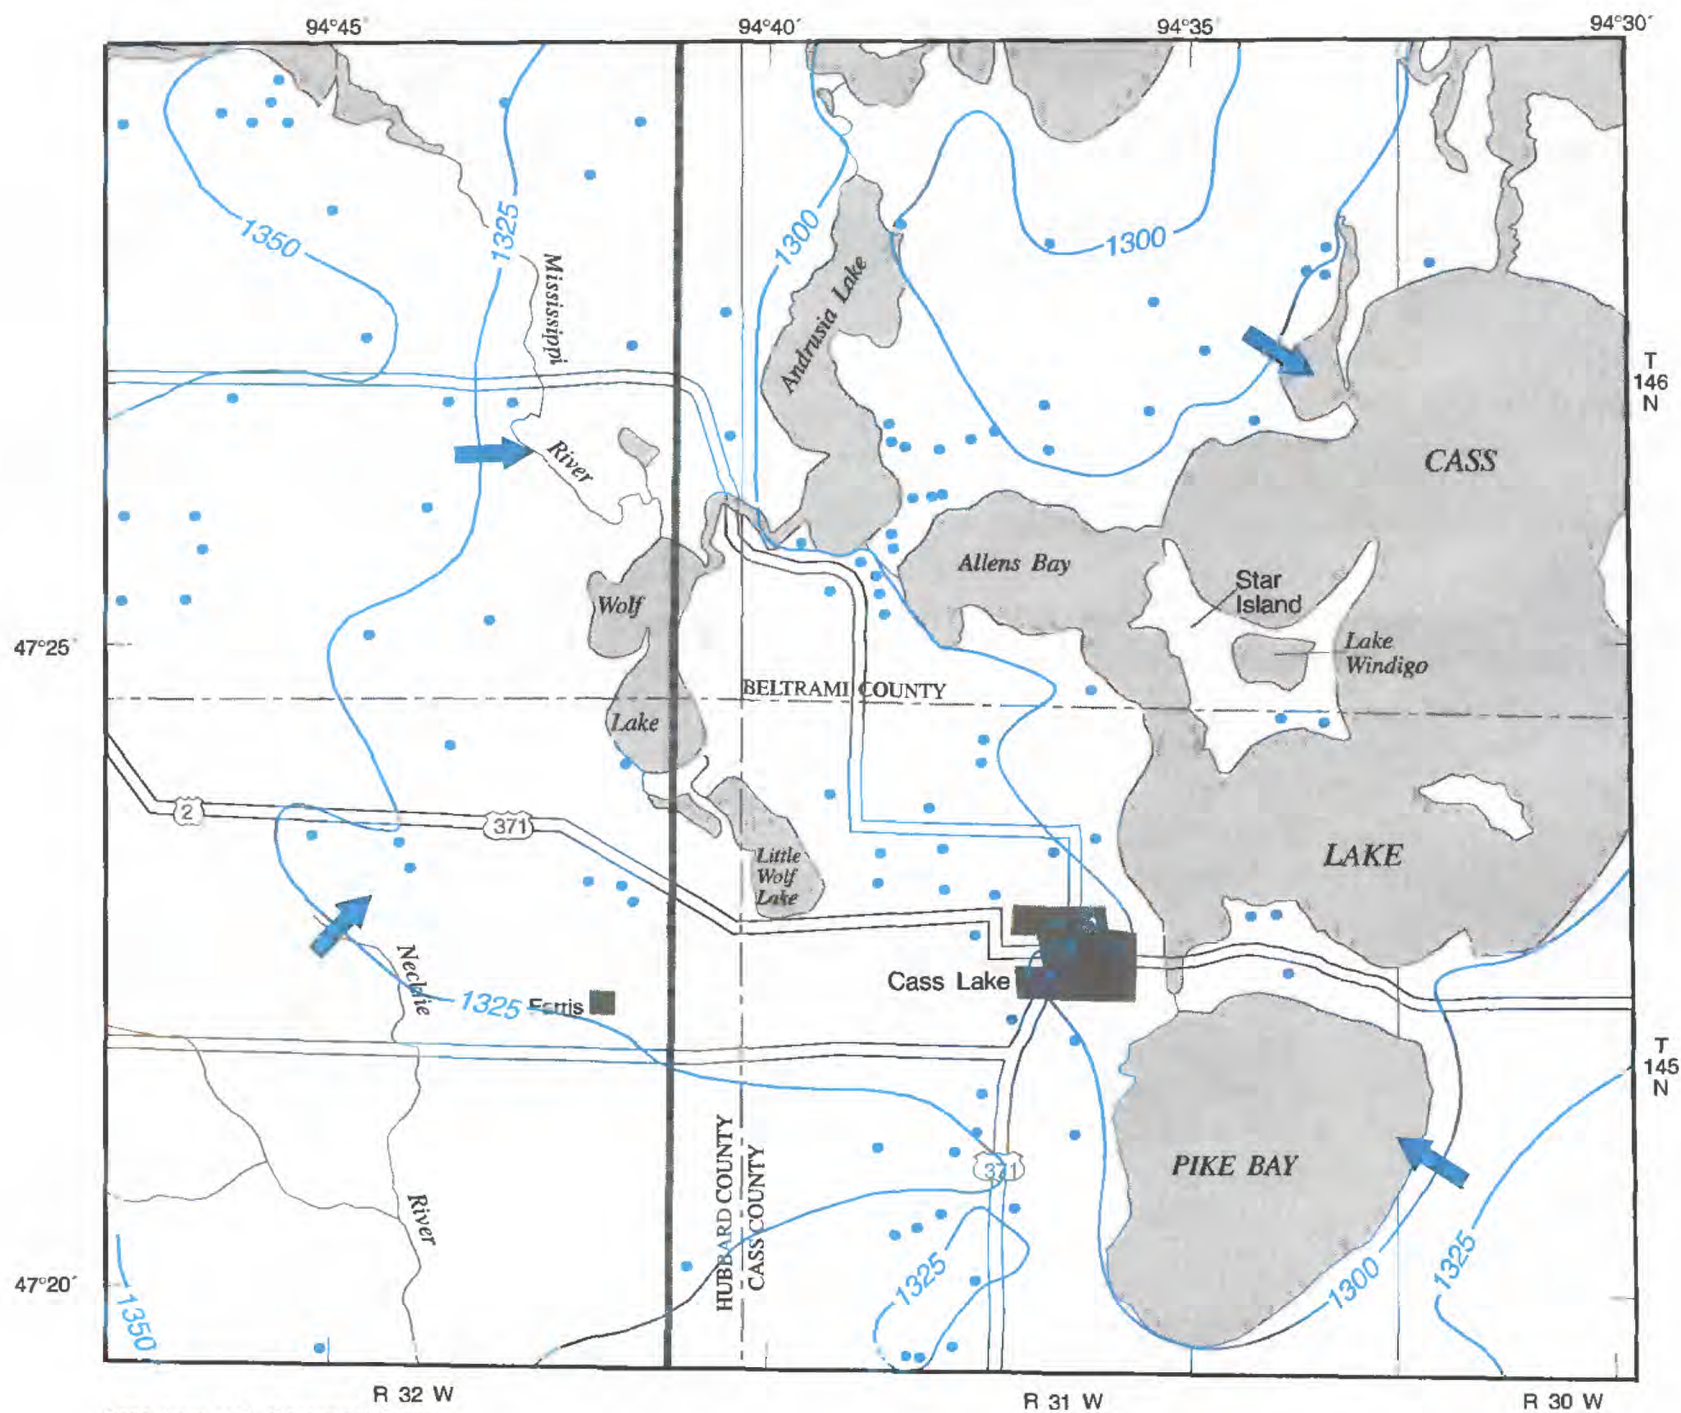 94°45′
94°40′
94°35′
94°30′
1350
1325
1300
1300
Mississippi
River
Andrusia Lake
T
146
N
CASS
Allens Bay
Star
Island
Wolf
Lake
Windigo
47°25′
BELTRAMI COUNTY
Lake
2
371
Little
Wolf
Lake
LAKE
Cass Lake
1325
T
145
N
HUBBARD COUNTY
CASS COUNTY
371
PIKE BAY
River
1325
1300
1325
47°20′
1350
R 32 W
R 31 W
R 30 W